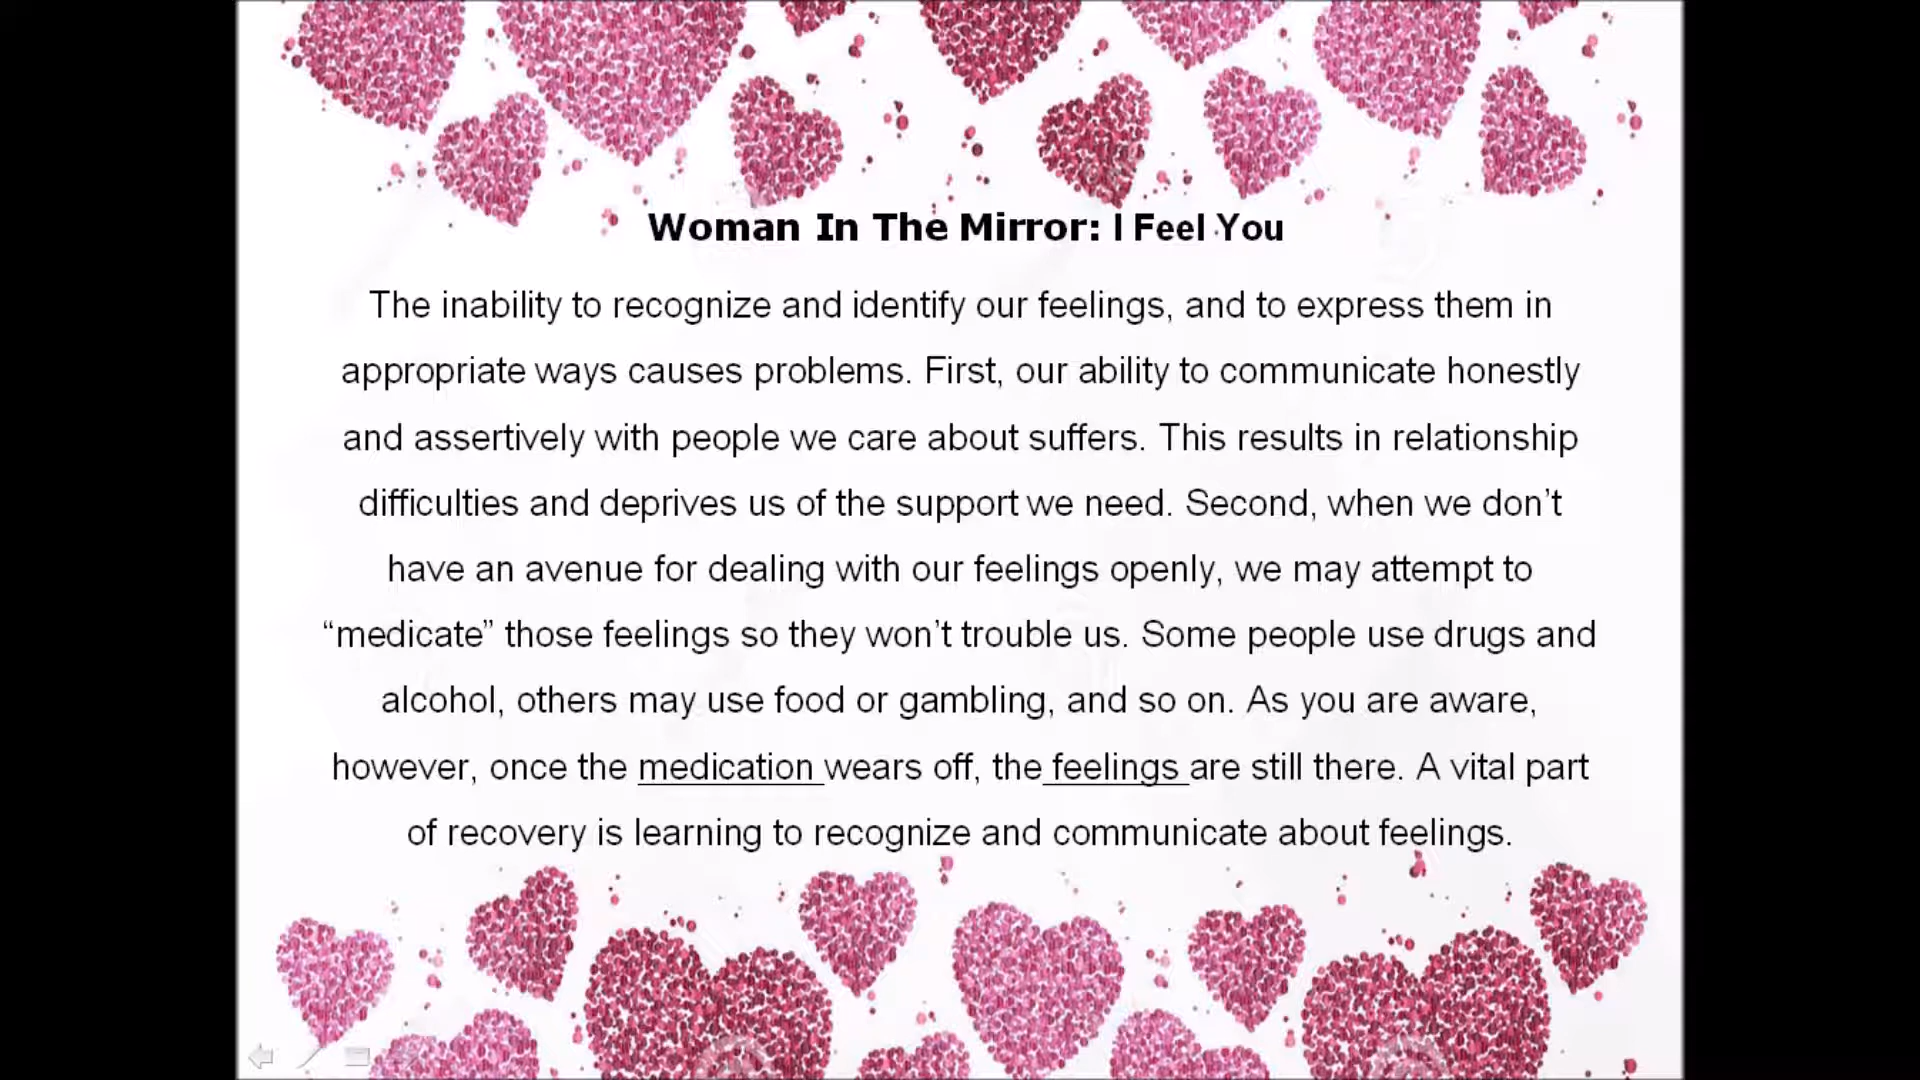 Woman In The Mirror: I Feel You
The inability to recognize and identify our feelings, and to express them in
appropriate ways causes problems. First, our ability to communicate honestly
and assertively with people we care about suffers. This results in relationship
difficulties and deprives us of the support we need. Second, when we don’t
have an avenue for dealing with our feelings openly, we may attempt to
“medicate” those feelings so they won’t trouble us. Some people use drugs and
alcohol, others may use food or gambling, and so on. As you are aware,
however, once the medication wears off, the feelings are still there. A vital part
of recovery is learning to recognize and communicate about feelings.